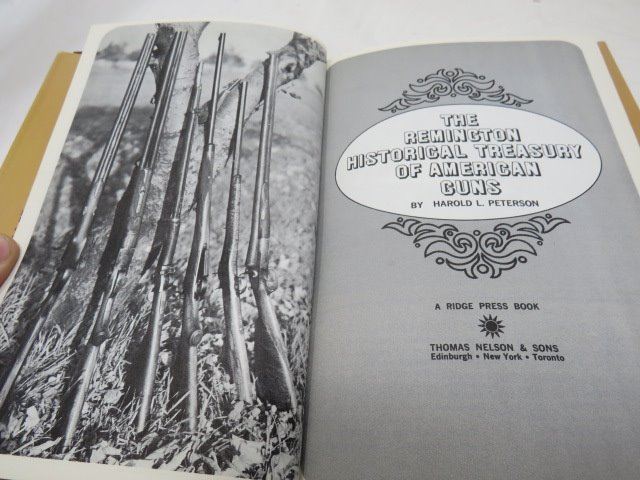 THE
REMINGTON
HISTORICAL TREASURY
OF AMERICAN
GUNS
BY HAROLD L. PETERSON
A RIDGE PRESS BOOK
THOMAS NELSON & SONS
Edinburgh • New York • Toronto